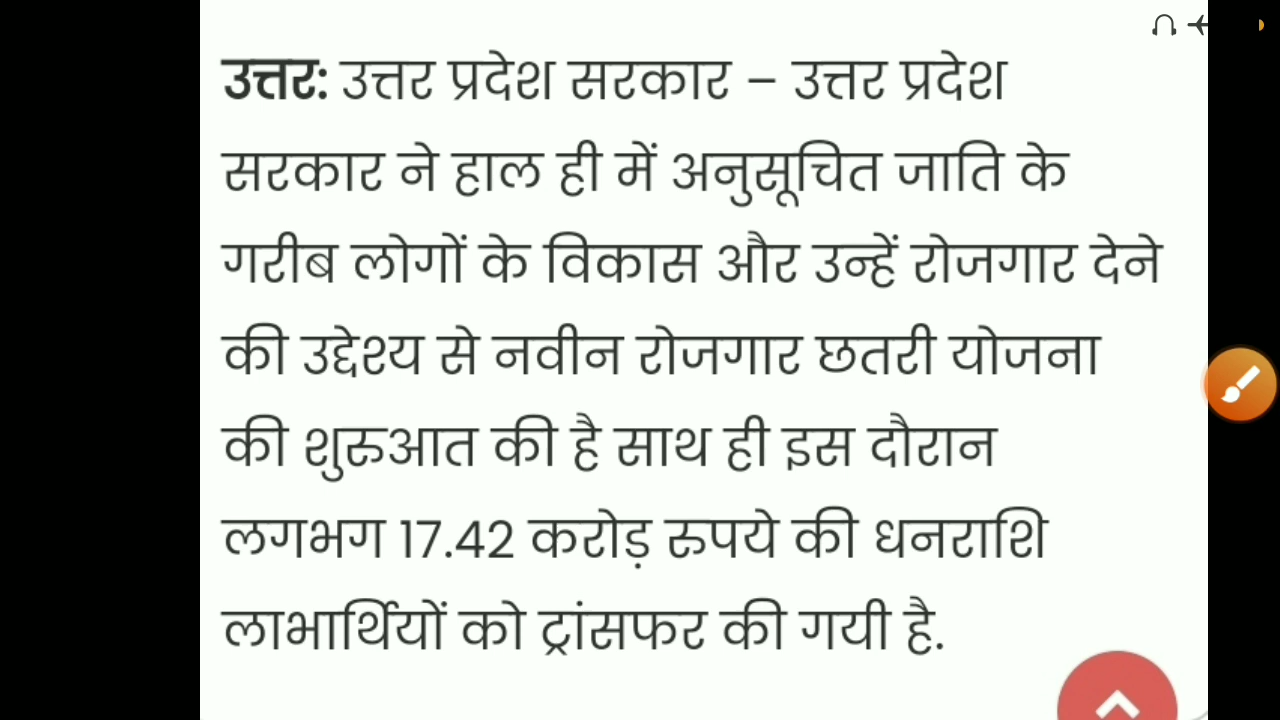 उत्तर: उत्तर प्रदेश सरकार – उत्तर प्रदेश
सरकार ने हाल ही में अनुसूचित जाति के
गरीब लोगों के विकास और उन्हें रोजगार देने
की उद्देश्य से नवीन रोजगार छतरी योजना
की शुरुआत की है साथ ही इस दौरान
लगभग 17.42 करोड़ रुपये की धनराशि
लाभार्थियों को ट्रांसफर की गयी है.